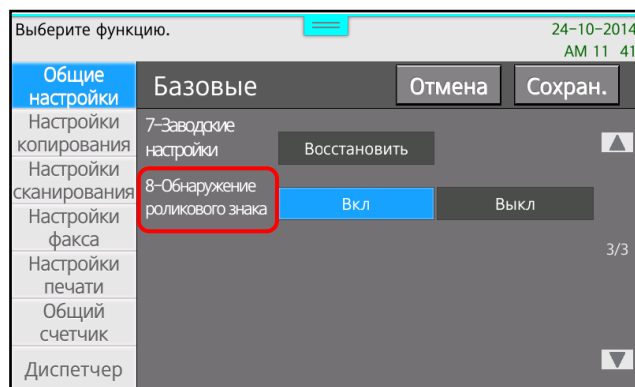 Выберите функцию.
24-10-2014
AM 11 41
Общие
настройки
Базовые
Отмена
Сохран.
Настройки
копирования
7-Заводские
настройки
Восстановить
Настройки
сканирования
8-Обнаружение
роликового знака
Вкл
Выкл
Настройки
факса
3/3
Настройки
печати
Общий
счетчик
Диспетчер